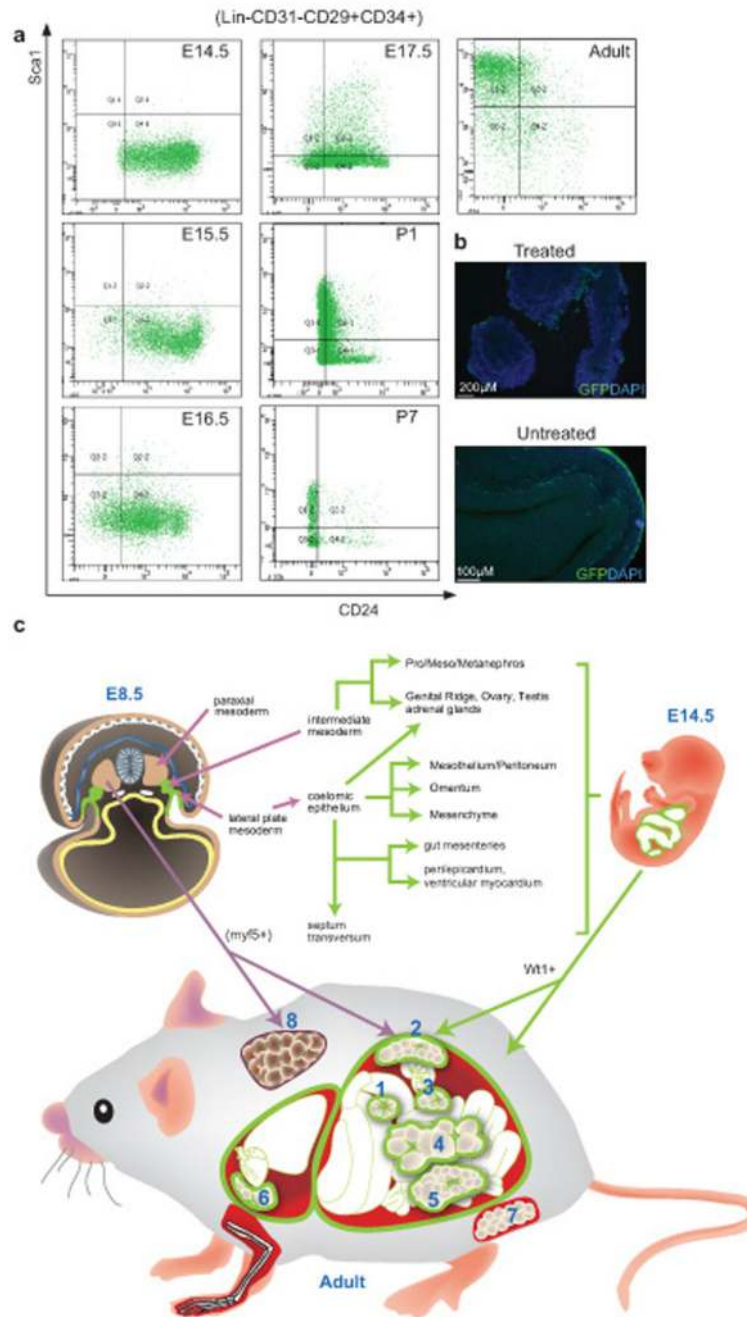 (Lin-CD31-CD29+CD34+)
a
Sca1
E14.5
E17.5
Adult
E15.5
P1
E16.5
P7
CD24
b
Treated
200µM
GFPDAPI
Untreated
100µM
GFPDAPI
c
E8.5
paraxial
mesoderm
intermediate
mesoderm
lateral plate
mesoderm
coelomic
epithelium
Pro/Meso/Metanephros
Genital Ridge, Ovary, Testis
adrenal glands
Mesothelium/Peritoneum
Omentum
Mesenchyme
gut mesenteries
peri/epicardium,
ventricular myocardium
septum
transversum
E14.5
(myf5+)
Wt1+
8
2
1
3
4
5
6
7
Adult